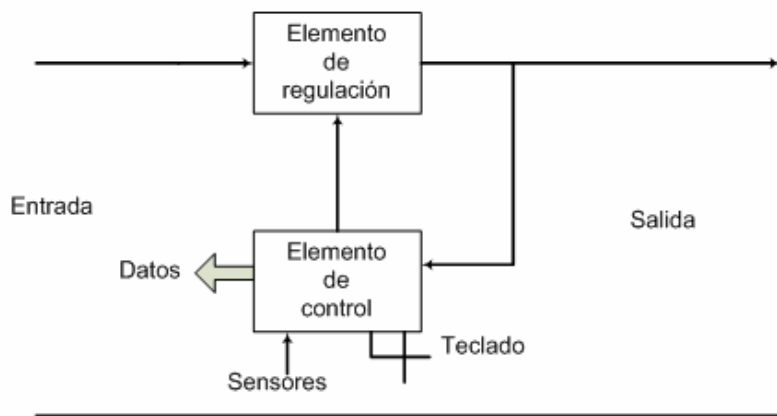 Elemento
de
regulación
Entrada
Salida
Elemento
de
control
Datos
Teclado
Sensores